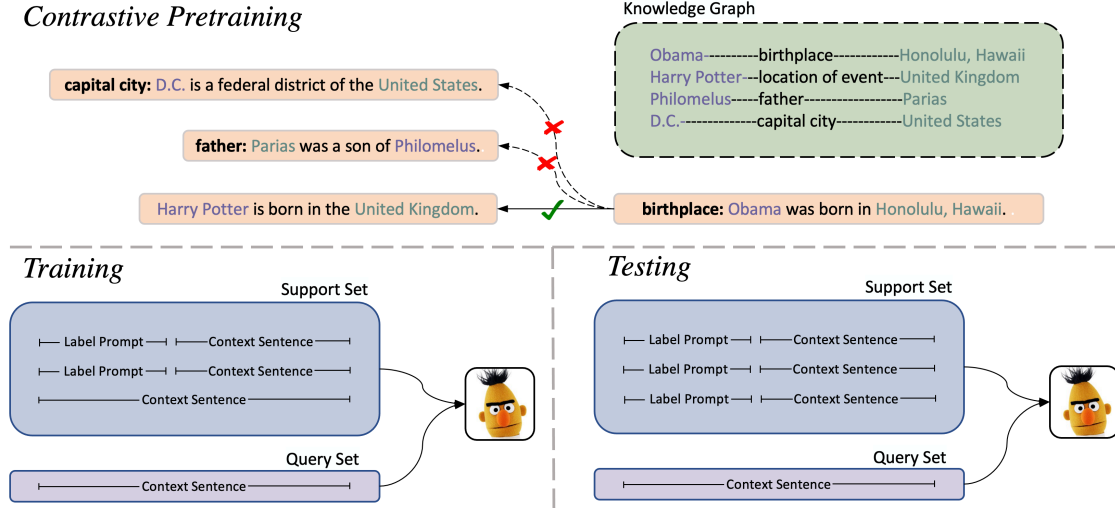 Contrastive Pretraining
Knowledge Graph
Obama----------birthplace------------Honolulu, Hawaii
Harry Potter--location of event---United Kingdom
Philomelus-----father------------------Parias
D.C.--------------capital city-----------United States
capital city: D.C. is a federal district of the United States.
father: Parias was a son of Philomelus.
Harry Potter is born in the United Kingdom.
birthplace: Obama was born in Honolulu, Hawaii.
Training
Support Set
Label Prompt Context Sentence
Label Prompt Context Sentence
Context Sentence
Query Set
Context Sentence
Testing
Support Set
Label Prompt Context Sentence
Label Prompt Context Sentence
Label Prompt Context Sentence
Query Set
Context Sentence